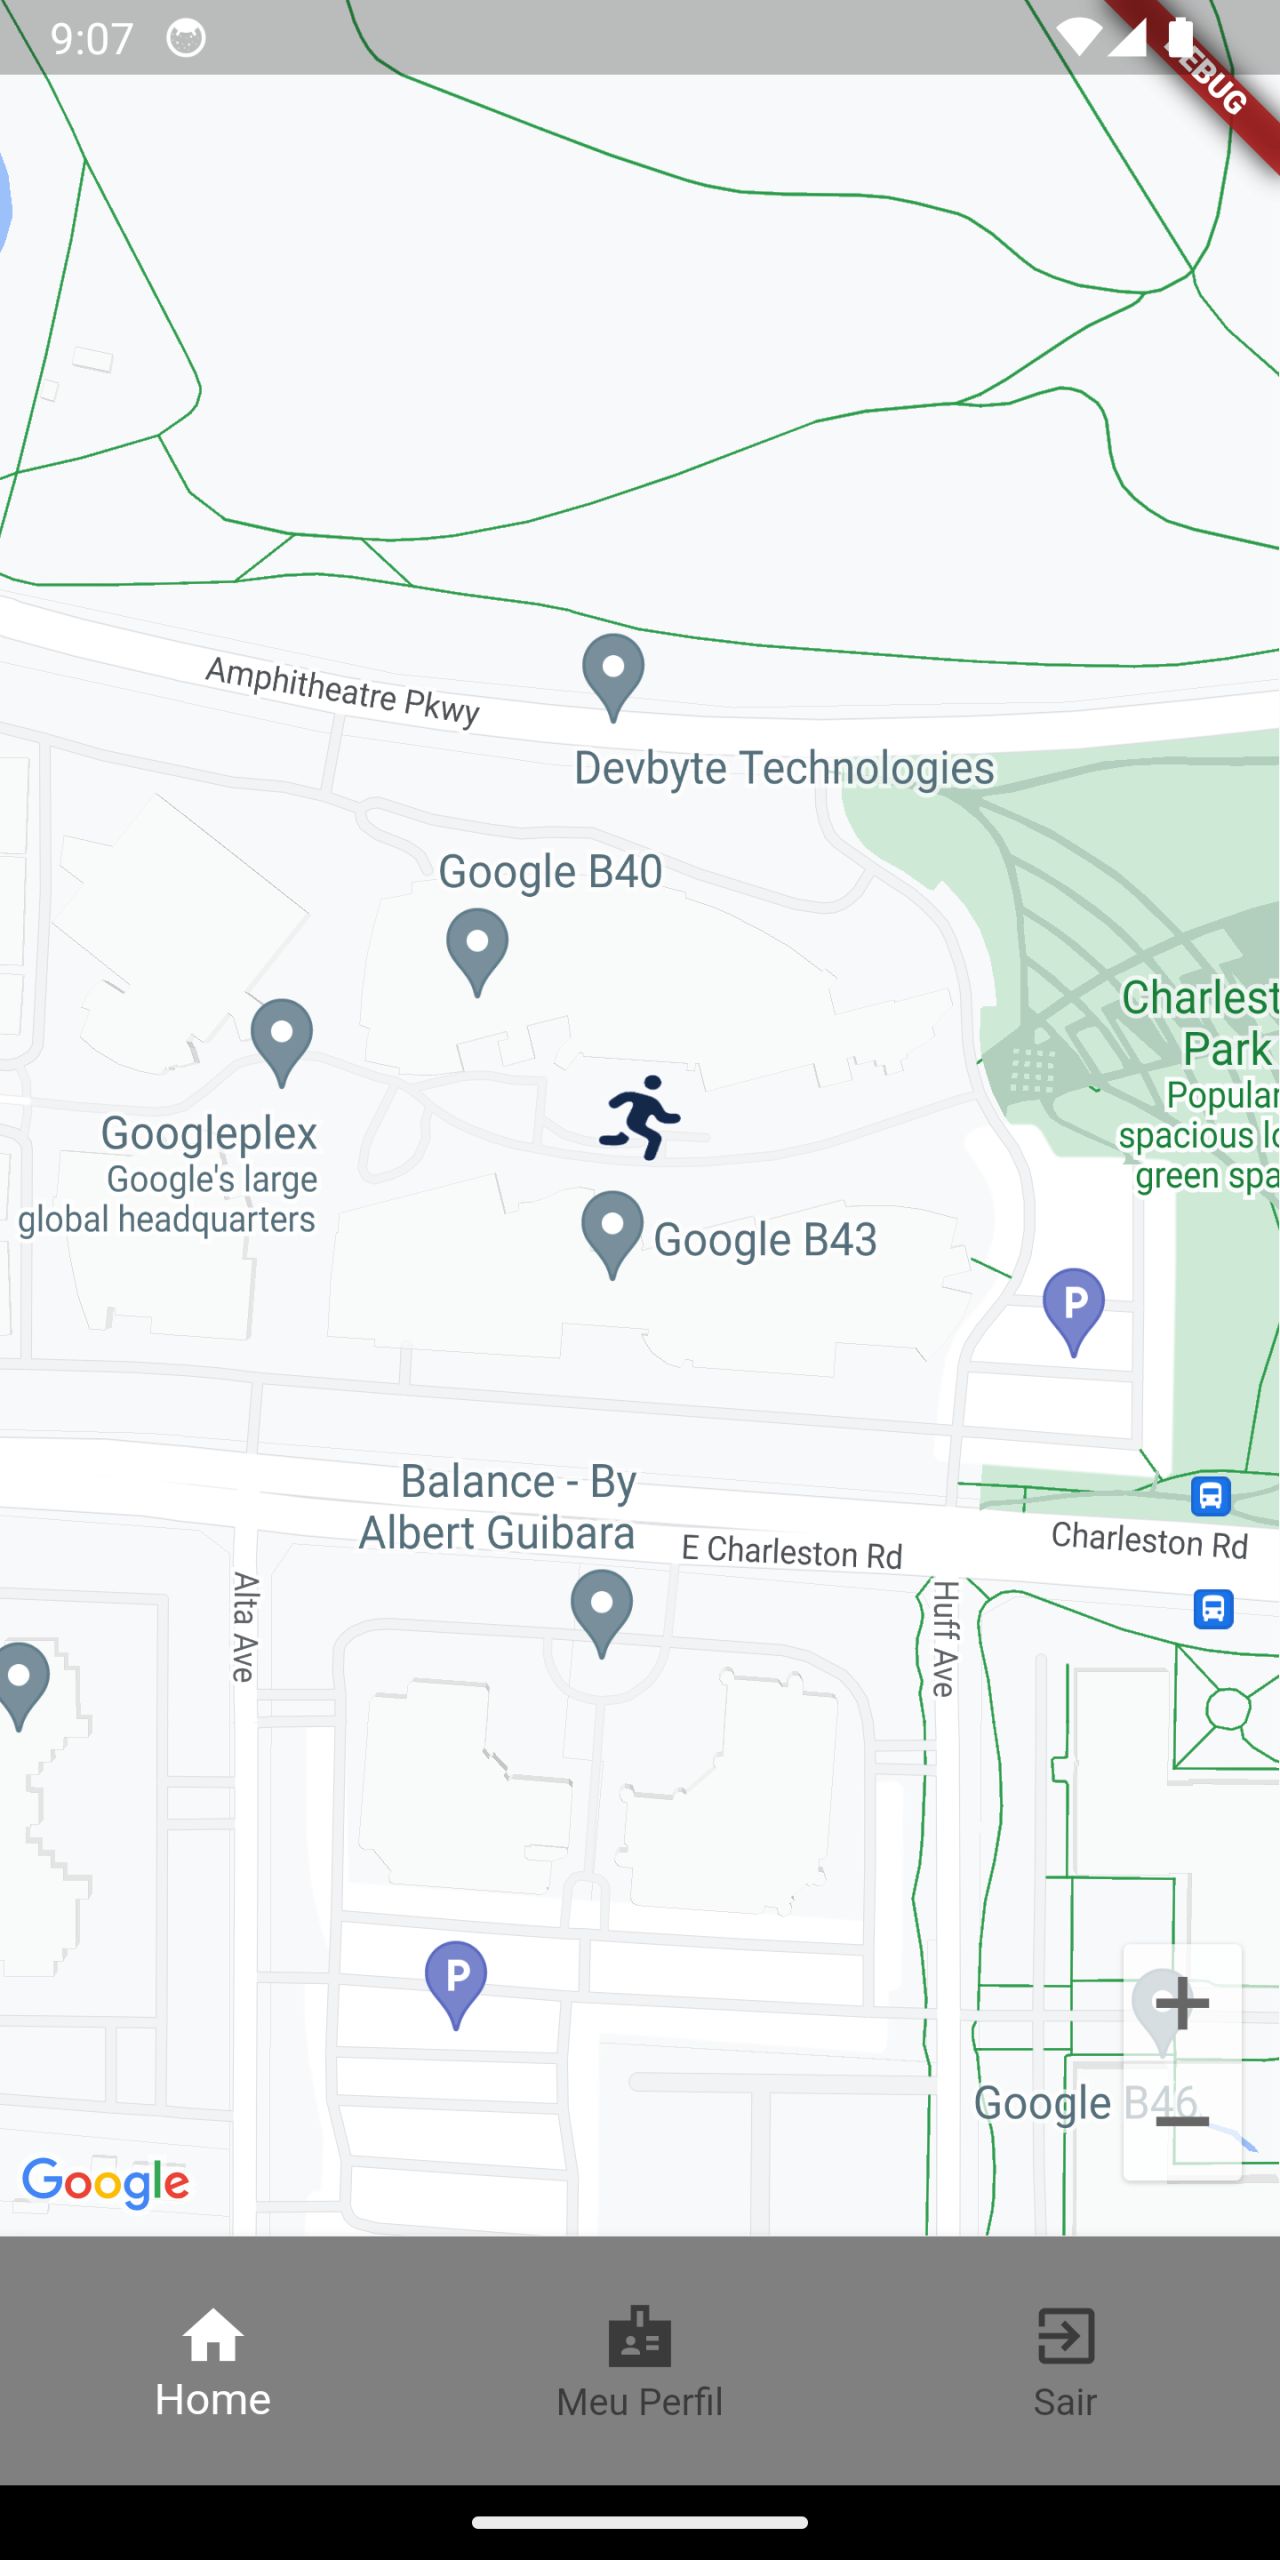 9:07
DEBUG
Amphitheatre Pkwy
Devbyte Technologies
Google B40
Charlest
Park
Popular
spacious lo
green spa
Googleplex
Google's large
global headquarters
Google B43
P
Balance - By
Albert Guibara
E Charleston Rd
Charleston Rd
Alta Ave
Huff Ave
P
Google B46
Google
Home
Meu Perfil
Sair